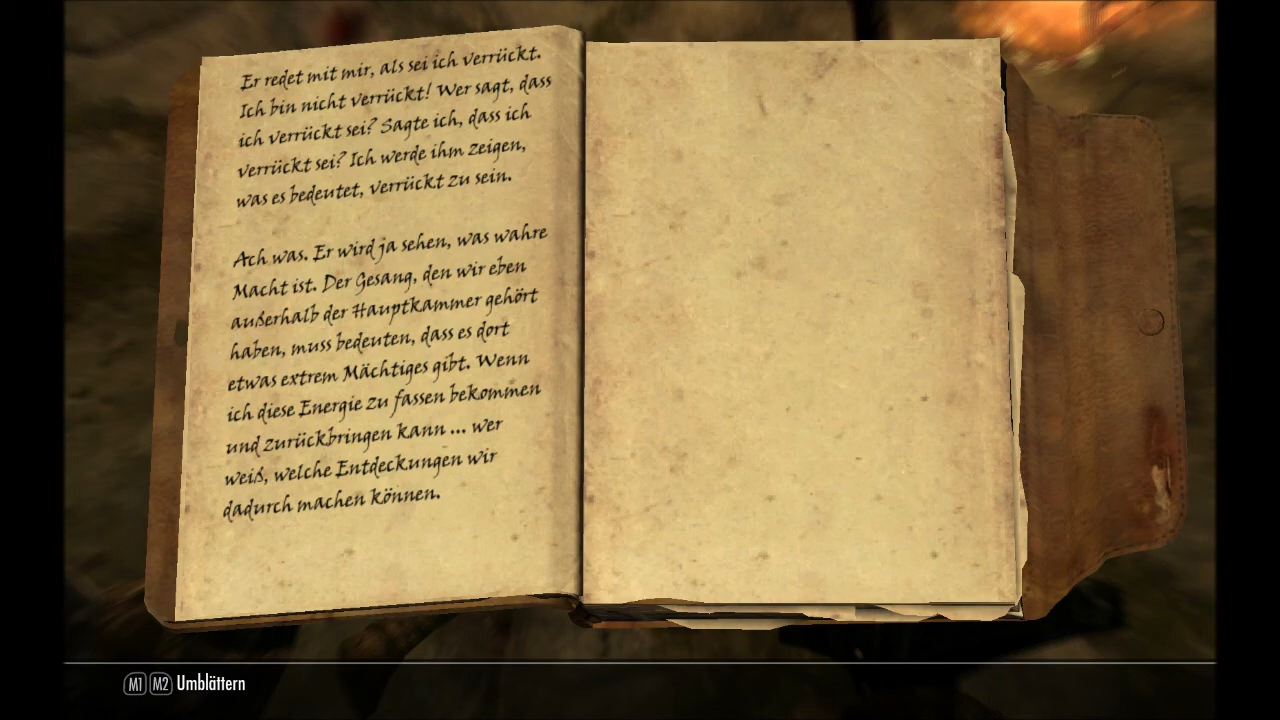 Er redet mit mir, als sei ich verrückt.
Ich bin nicht verrückt! Wer sagt, dass
ich verrückt sei? Sagte ich, dass ich
verrückt sei? Ich werde ihm zeigen,
was es bedeutet, verrückt zu sein.

Ach was. Er wird ja sehen, was wahre
Macht ist. Der Gesang, den wir eben
außerhalb der Hauptkammer gehört
haben, muss bedeuten, dass es dort
etwas extrem Mächtiges gibt. Wenn
ich diese Energie zu fassen bekommen
und zurückbringen kann ... wer
weiß, welche Entdeckungen wir
dadurch machen können.

M1 M2 Umblättern